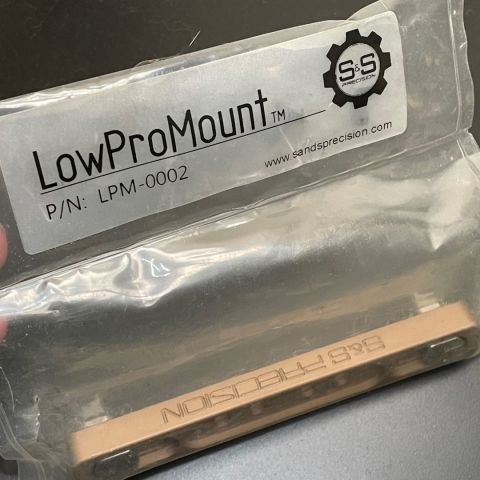 S&S
PRECISION
LowProMount™
www.sandsprecision.com
P/N: LPM-0002
S&S PRECISION